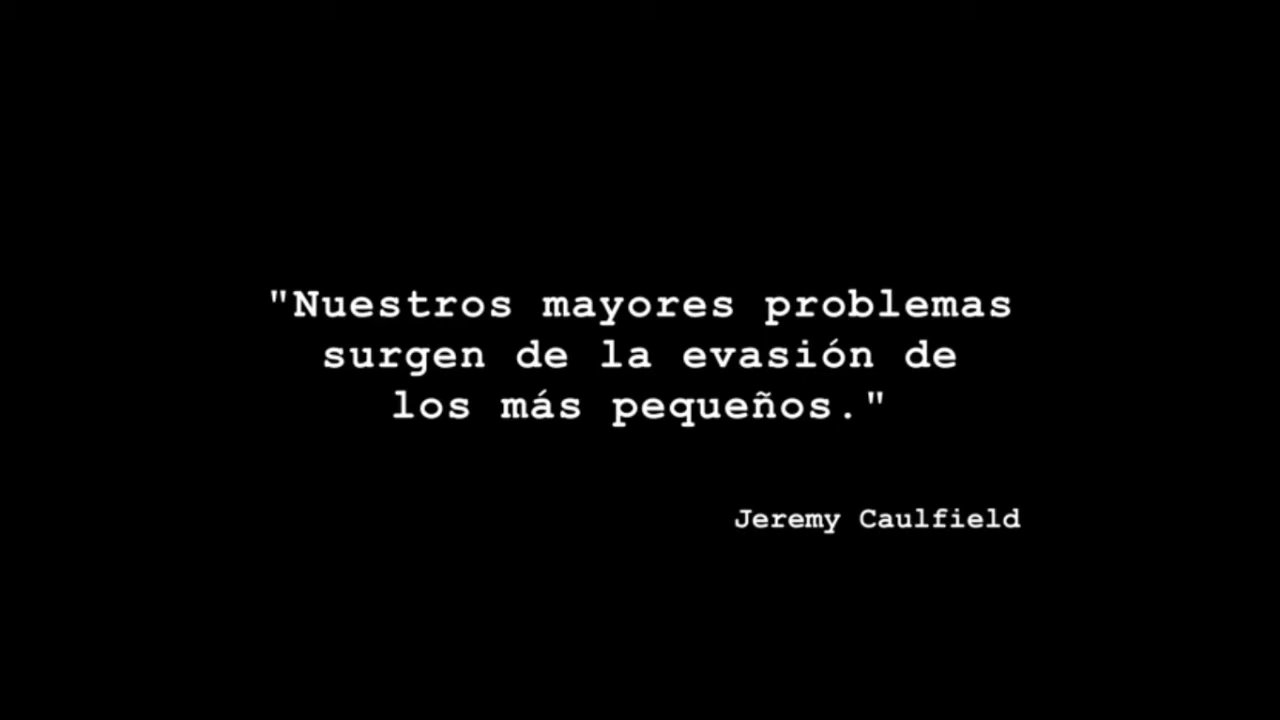 "Nuestros mayores problemas
surgen de la evasión de
los más pequeños."
Jeremy Caulfield